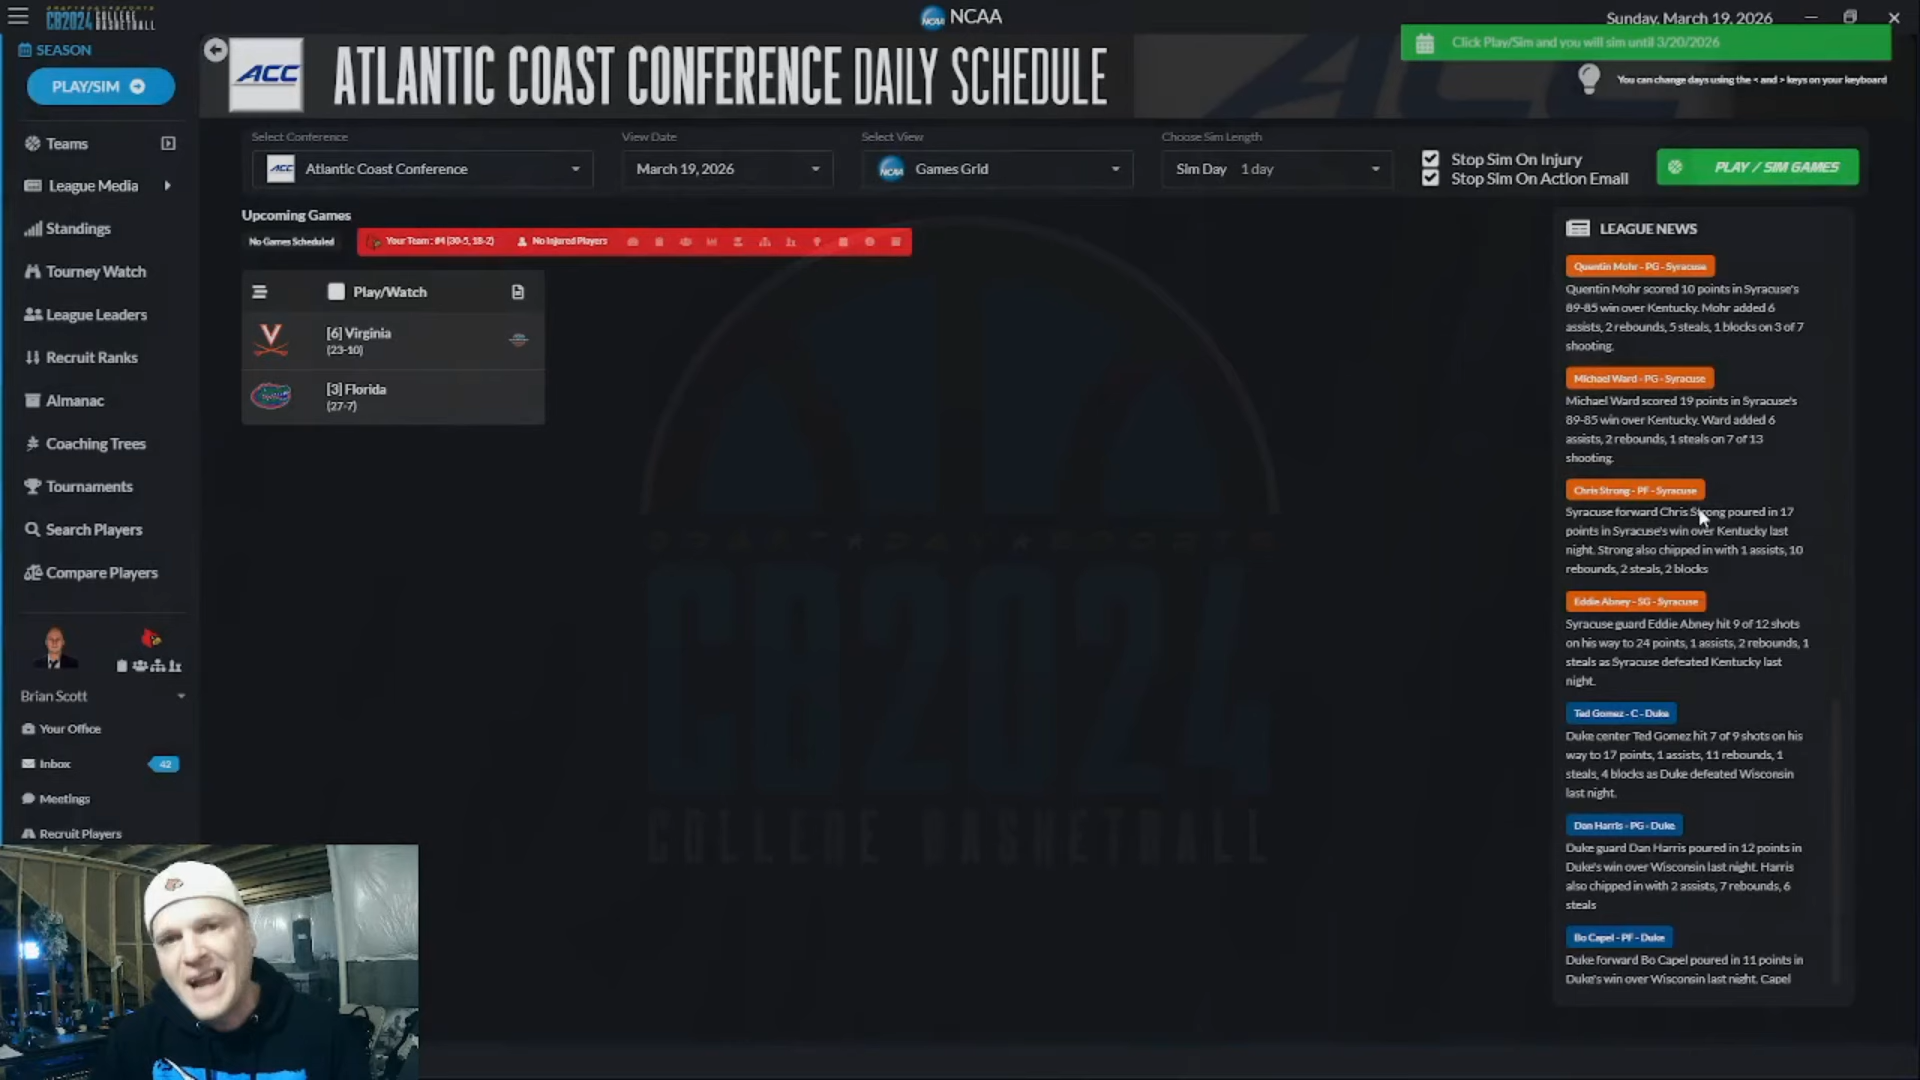 CB2024 COLLEGE BASKETBALL
NCAA
Sunday, March 19, 2026
SEASON
PLAY/SIM
ACC
ATLANTIC COAST CONFERENCE DAILY SCHEDULE
Click Play/Sim and you will sim until 3/20/2026
You can change days using the < and > keys on your keyboard
Teams
League Media
Standings
Tourney Watch
League Leaders
Recruit Ranks
Almanac
Coaching Trees
Tournaments
Search Players
Compare Players
Brian Scott
Your Office
Inbox 42
Meetings
Recruit Players
Select Conference
View Date
Select View
Choose Sim Length
ACC Atlantic Coast Conference
March 19, 2026
NCAA Games Grid
Sim Day 1 day
Stop Sim On Injury
Stop Sim On Action Email
PLAY / SIM GAMES
Upcoming Games
No Games Scheduled
Your Team : #4 (30-5, 18-2)
No Injured Players
Play/Watch
[6] Virginia
(23-10)
[3] Florida
(27-7)
CB2024
COLLEGE BASKETBALL
LEAGUE NEWS
Quentin Mohr - PG - Syracuse
Quentin Mohr scored 10 points in Syracuse's
89-85 win over Kentucky. Mohr added 6
assists, 2 rebounds, 5 steals, 1 blocks on 3 of 7
shooting.
Michael Ward - PG - Syracuse
Michael Ward scored 19 points in Syracuse's
89-85 win over Kentucky. Ward added 6
assists, 2 rebounds, 1 steals on 7 of 13
shooting.
Chris Strong - PF - Syracuse
Syracuse forward Chris Strong poured in 17
points in Syracuse's win over Kentucky last
night. Strong also chipped in with 1 assists, 10
rebounds, 2 steals, 2 blocks
Eddie Abney - SG - Syracuse
Syracuse guard Eddie Abney hit 9 of 12 shots
on his way to 24 points, 1 assists, 2 rebounds, 1
steals as Syracuse defeated Kentucky last
night.
Ted Gomez - C - Duke
Duke center Ted Gomez hit 7 of 9 shots on his
way to 17 points, 1 assists, 11 rebounds, 1
steals, 4 blocks as Duke defeated Wisconsin
last night.
Dan Harris - PG - Duke
Duke guard Dan Harris poured in 12 points in
Duke's win over Wisconsin last night. Harris
also chipped in with 2 assists, 7 rebounds, 6
steals
Bo Capel - PF - Duke
Duke forward Bo Capel poured in 11 points in
Duke's win over Wisconsin last night. Capel